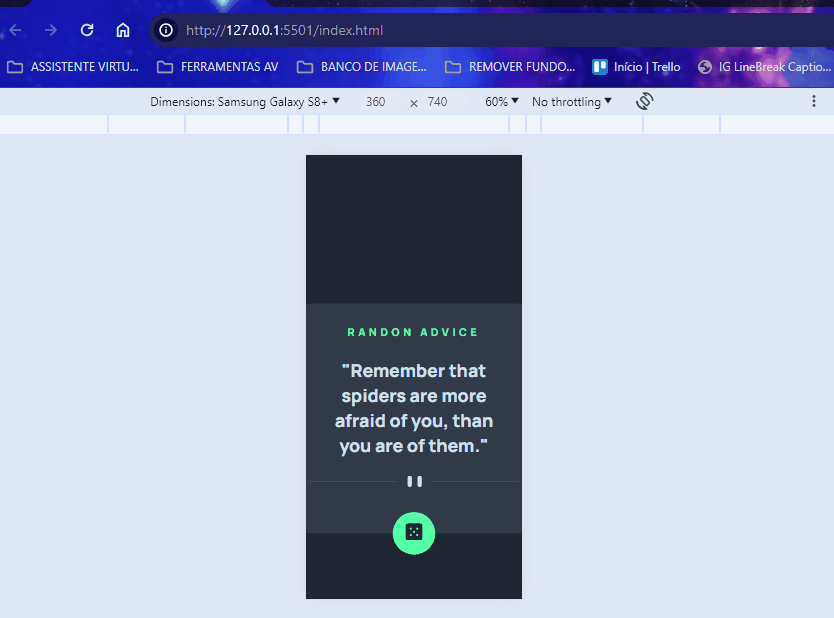 http://127.0.0.1:5501/index.html
ASSISTENTE VIRTU... FERRAMENTAS AV BANCO DE IMAGE... REMOVER FUNDO... Início | Trello IG LineBreak Captio...
Dimensions: Samsung Galaxy S8+ 360 × 740 60% No throttling
RANDON ADVICE
"Remember that
spiders are more
afraid of you, than
you are of them."